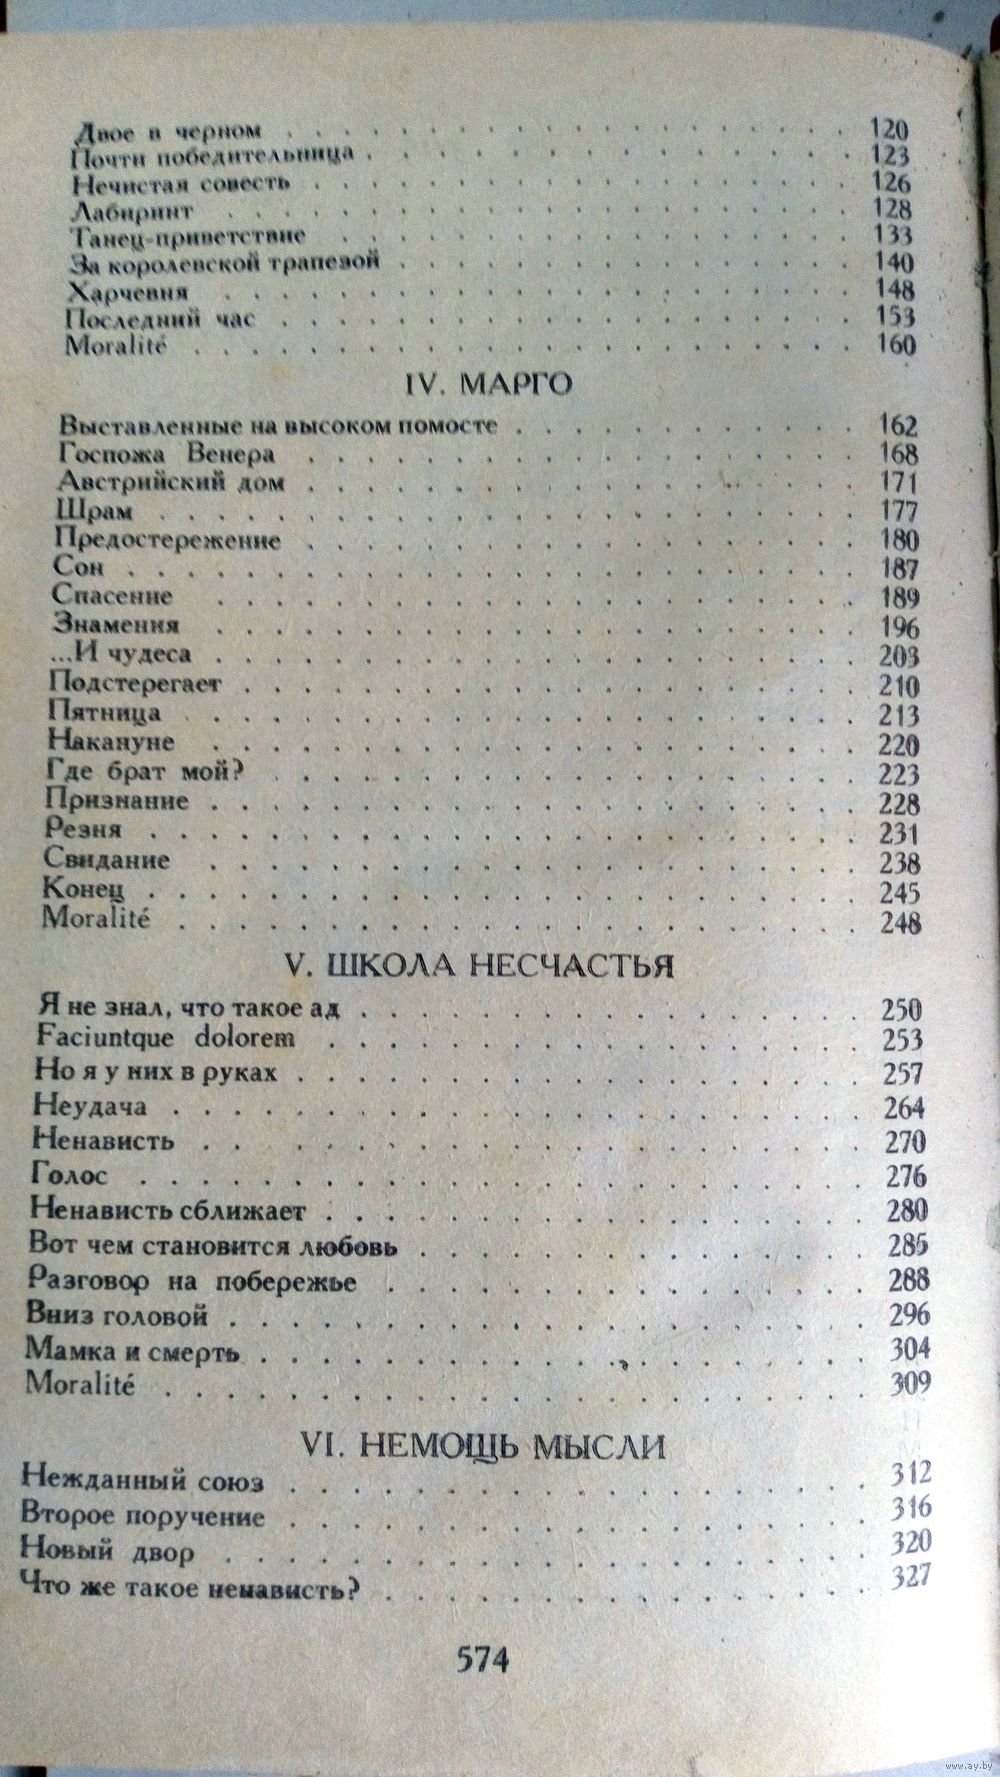 Двое в черном . . . . . . . . . . . . . . . . . . . 120
Почти победительница . . . . . . . . . . . . . . . . 123
Нечистая совесть . . . . . . . . . . . . . . . . . . 126
Лабиринт . . . . . . . . . . . . . . . . . . . . . 128
Танец-приветствие . . . . . . . . . . . . . . . . . 133
За королевской трапезой . . . . . . . . . . . . . . . 140
Харчевня . . . . . . . . . . . . . . . . . . . . . 148
Последний час . . . . . . . . . . . . . . . . . . . 153
Moralité . . . . . . . . . . . . . . . . . . . . . . 160
IV. МАРГО
Выставленные на высоком помосте . . . . . . . . . . . . 162
Госпожа Венера . . . . . . . . . . . . . . . . . . . 168
Австрийский дом . . . . . . . . . . . . . . . . . . . 171
Шрам . . . . . . . . . . . . . . . . . . . . . . . . 177
Предостережение . . . . . . . . . . . . . . . . . . . 180
Сон . . . . . . . . . . . . . . . . . . . . . . . . . 187
Спасение . . . . . . . . . . . . . . . . . . . . . . 189
Знамения . . . . . . . . . . . . . . . . . . . . . . 196
...И чудеса . . . . . . . . . . . . . . . . . . . . . . 203
Подстерегает . . . . . . . . . . . . . . . . . . . . . 210
Пятница . . . . . . . . . . . . . . . . . . . . . . . 213
Накануне . . . . . . . . . . . . . . . . . . . . . . 220
Где брат мой? . . . . . . . . . . . . . . . . . . . . 223
Признание . . . . . . . . . . . . . . . . . . . . . . 228
Резня . . . . . . . . . . . . . . . . . . . . . . . . 231
Свидание . . . . . . . . . . . . . . . . . . . . . . 238
Конец . . . . . . . . . . . . . . . . . . . . . . . . 245
Moralité . . . . . . . . . . . . . . . . . . . . . . . 248
V. ШКОЛА НЕСЧАСТЬЯ
Я не знал, что такое ад . . . . . . . . . . . . . . . . . 250
Faciuntque dolorem . . . . . . . . . . . . . . . . . . 253
Но я у них в руках . . . . . . . . . . . . . . . . . . . 257
Неудача . . . . . . . . . . . . . . . . . . . . . . . 264
Ненависть . . . . . . . . . . . . . . . . . . . . . . 270
Голос . . . . . . . . . . . . . . . . . . . . . . . . 276
Ненависть сближает . . . . . . . . . . . . . . . . . . 280
Вот чем становится любовь . . . . . . . . . . . . . . . 285
Разговор на побережье . . . . . . . . . . . . . . . . 288
Вниз головой . . . . . . . . . . . . . . . . . . . . . 296
Мамка и смерть . . . . . . . . . . . . . . . . . . . . 304
Moralité . . . . . . . . . . . . . . . . . . . . . . . 309
VI. НЕМОЩЬ МЫСЛИ
Нежданный союз . . . . . . . . . . . . . . . . . . . 312
Второе поручение . . . . . . . . . . . . . . . . . . . 316
Новый двор . . . . . . . . . . . . . . . . . . . . . 320
Что же такое ненависть? . . . . . . . . . . . . . . . . 327
574
www.ay.by